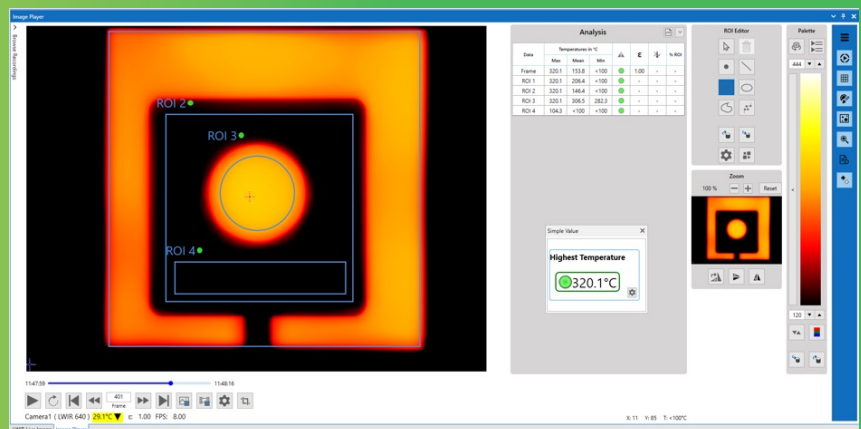 Image Player
Browse Recordings
ROI 2
ROI 3
ROI 4
Analysis
Data Temperatures in °C ε % ROI
Max Mean Min
Frame 320.1 153.8 <100 1.00 - -
ROI 1 320.1 206.4 <100 - - -
ROI 2 320.1 146.4 <100 - - -
ROI 3 320.1 306.5 282.3 - - -
ROI 4 104.3 <100 <100 - - -
Simple Value
Highest Temperature
320.1°C
ROI Editor
Zoom
100 % Reset
Palette
444
120
11:47:59 11:48:16
401
Frame
Camera1 ( LWIR 640 ) 29.1°C ε: 1.00 FPS: 8.00
X: 11 Y: 85 T: <100°C
Image Player